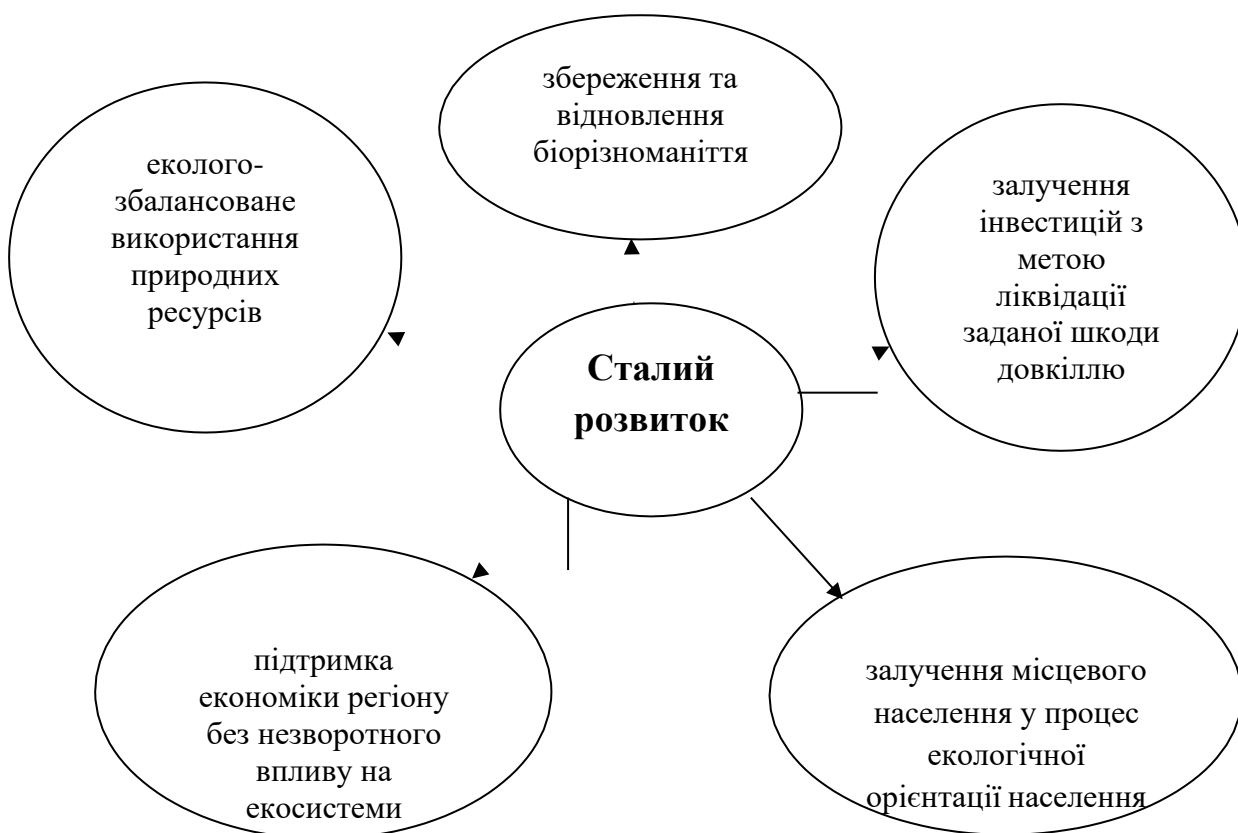 збереження та
відновлення
біорізноманіття
еколого-
збалансоване
використання
природних
ресурсів
залучення
інвестицій з
метою
ліквідації
заданої шкоди
довкіллю
Сталий
розвиток
підтримка
економіки регіону
без незворотного
впливу на
екосистеми
залучення місцевого
населення у процес
екологічної
орієнтації населення